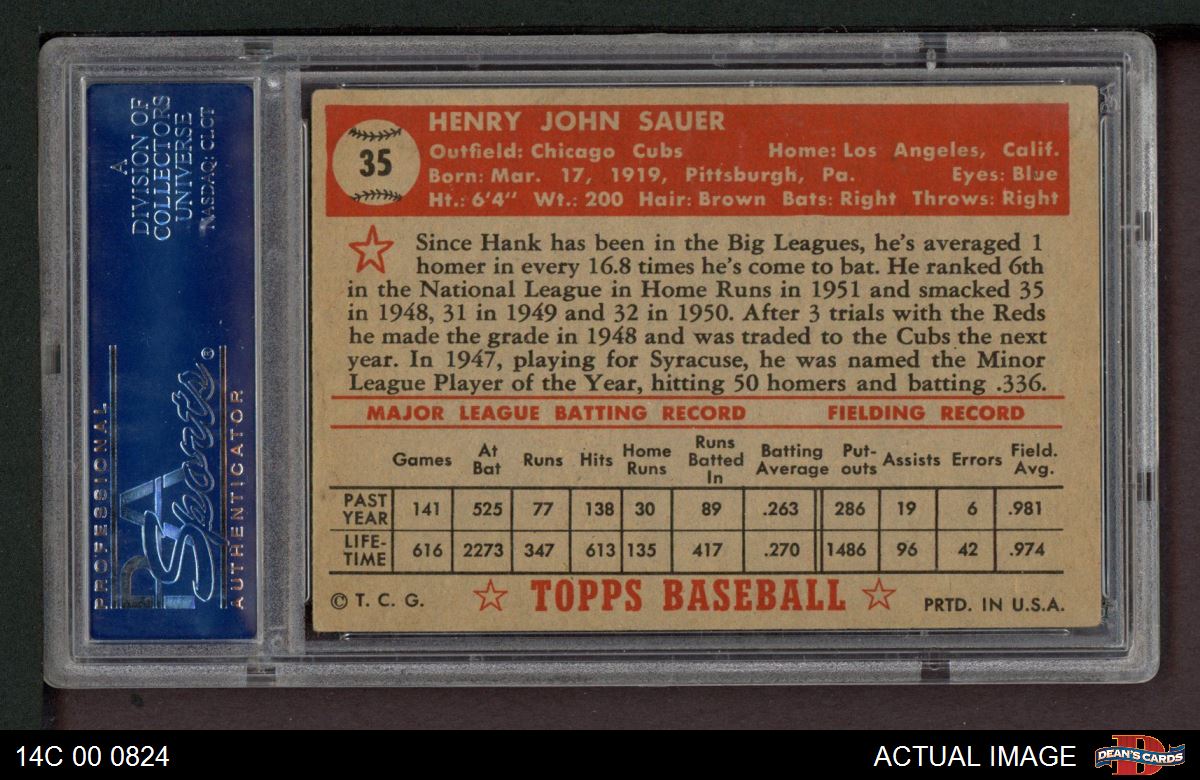 A
DIVISION OF
COLLECTORS
UNIVERSE
NASDAQ: CLCT
PROFESSIONAL
PSA
Sports®
AUTHENTICATOR
35
HENRY JOHN SAUER
Outfield: Chicago Cubs Home: Los Angeles, Calif.
Born: Mar. 17, 1919, Pittsburgh, Pa. Eyes: Blue
Ht.: 6'4" Wt.: 200 Hair: Brown Bats: Right Throws: Right
Since Hank has been in the Big Leagues, he's averaged 1
homer in every 16.8 times he's come to bat. He ranked 6th
in the National League in Home Runs in 1951 and smacked 35
in 1948, 31 in 1949 and 32 in 1950. After 3 trials with the Reds
he made the grade in 1948 and was traded to the Cubs the next
year. In 1947, playing for Syracuse, he was named the Minor
League Player of the Year, hitting 50 homers and batting .336.
MAJOR LEAGUE BATTING RECORD FIELDING RECORD
Games At Bat Runs Hits Home Runs Runs Batted In Batting Average Put-outs Assists Errors Field. Avg.
PAST YEAR 141 525 77 138 30 89 .263 286 19 6 .981
LIFE-TIME 616 2273 347 613 135 417 .270 1486 96 42 .974
© T. C. G. TOPPS BASEBALL PRTD. IN U.S.A.
14C 00 0824 ACTUAL IMAGE D DEAN'S CARDS